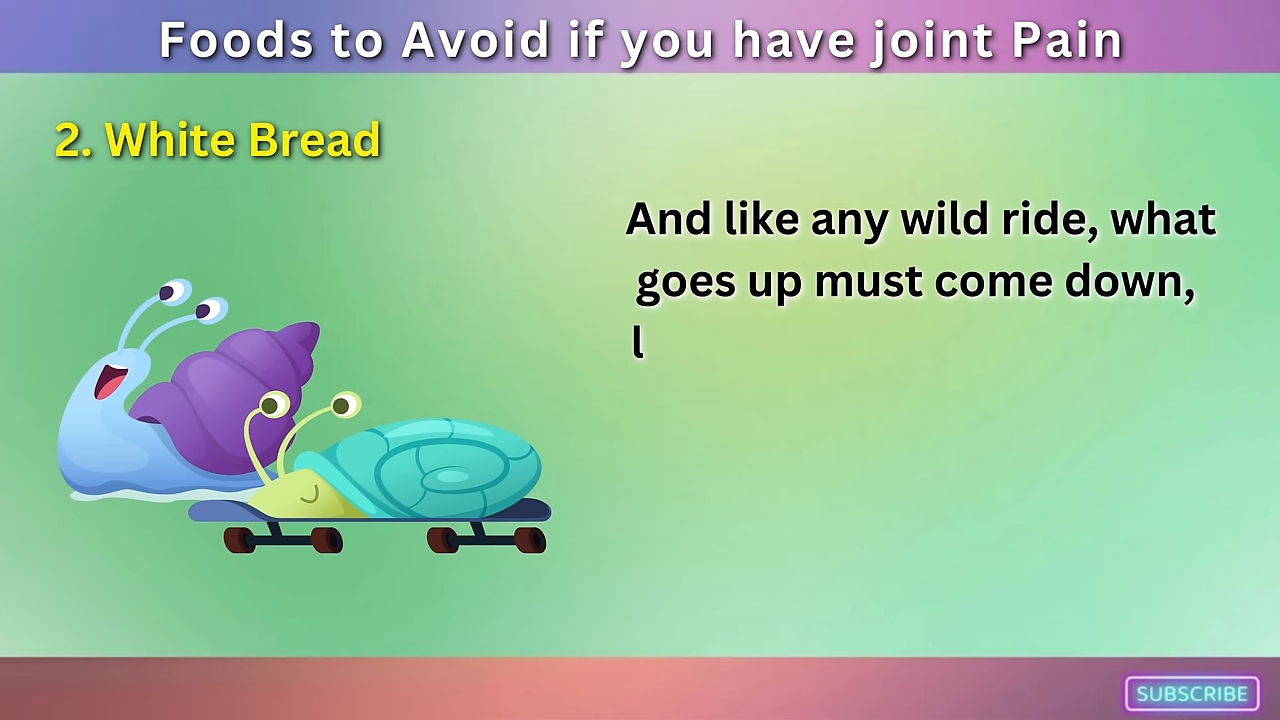 Foods to Avoid if you have joint Pain
2. White Bread
And like any wild ride, what
goes up must come down,
l
SUBSCRIBE